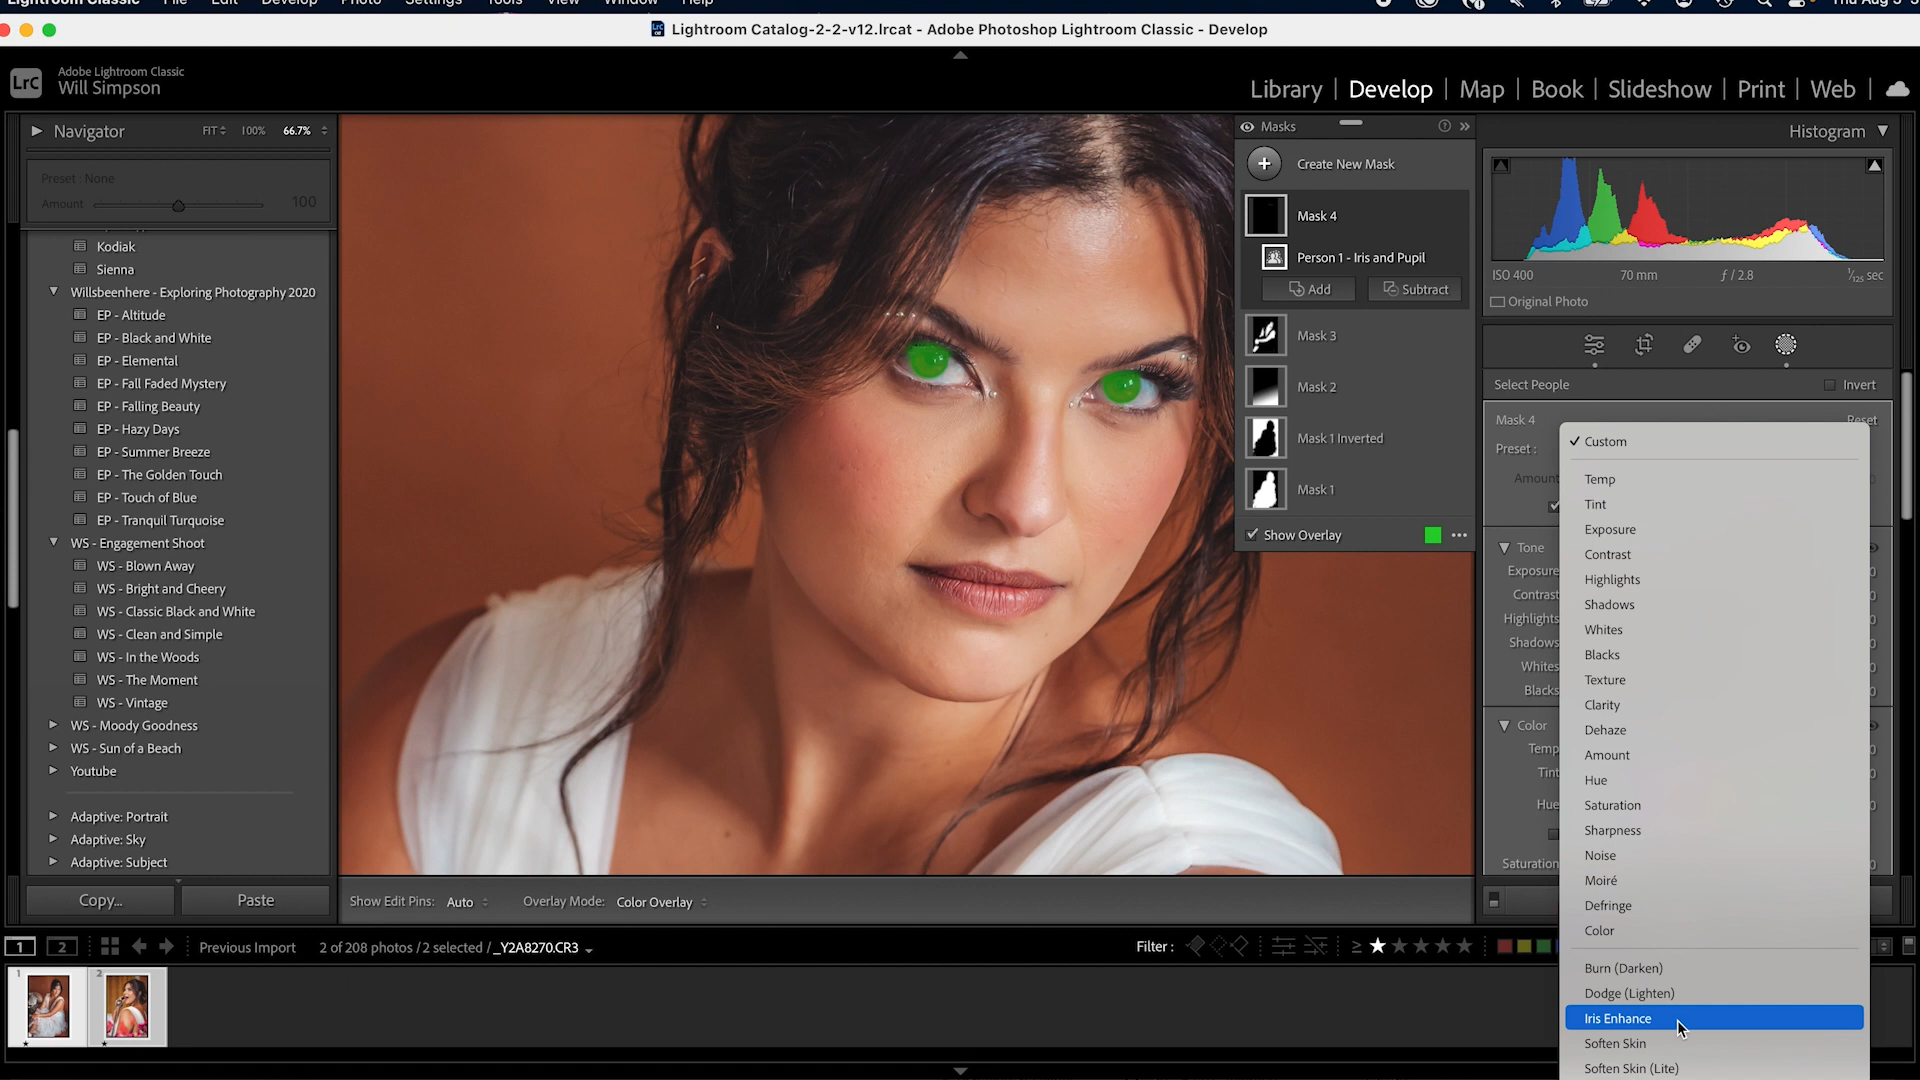 Lightroom Classic File Edit Develop Photo Settings Tools View Window Help Thu Aug 3
Lightroom Catalog-2-2-v12.lrcat - Adobe Photoshop Lightroom Classic - Develop
LrC
Adobe Lightroom Classic
Will Simpson
Library | Develop | Map | Book | Slideshow | Print | Web |
Navigator FIT 100% 66.7%
Preset : None
Amount 100
Kodiak
Sienna
Willsbeenhere - Exploring Photography 2020
EP - Altitude
EP - Black and White
EP - Elemental
EP - Fall Faded Mystery
EP - Falling Beauty
EP - Hazy Days
EP - Summer Breeze
EP - The Golden Touch
EP - Touch of Blue
EP - Tranquil Turquoise
WS - Engagement Shoot
WS - Blown Away
WS - Bright and Cheery
WS - Classic Black and White
WS - Clean and Simple
WS - In the Woods
WS - The Moment
WS - Vintage
WS - Moody Goodness
WS - Sun of a Beach
Youtube
Adaptive: Portrait
Adaptive: Sky
Adaptive: Subject
Copy... Paste
Masks
Create New Mask
Mask 4
Person 1 - Iris and Pupil
Add Subtract
Mask 3
Mask 2
Mask 1 Inverted
Mask 1
Show Overlay
Histogram
ISO 400 70 mm ƒ / 2.8 1/125 sec
Original Photo
Select People Invert
Mask 4 Reset
Preset :
Amount
Tone
Exposure
Contrast
Highlights
Shadows
Whites
Blacks
Color
Temp
Tint
Hue
Saturation
Custom
Temp
Tint
Exposure
Contrast
Highlights
Shadows
Whites
Blacks
Texture
Clarity
Dehaze
Amount
Hue
Saturation
Sharpness
Noise
Moiré
Defringe
Color
Burn (Darken)
Dodge (Lighten)
Iris Enhance
Soften Skin
Soften Skin (Lite)
Show Edit Pins: Auto Overlay Mode: Color Overlay
1 2 Previous Import 2 of 208 photos / 2 selected / _Y2A8270.CR3 Filter : ≥
1 2